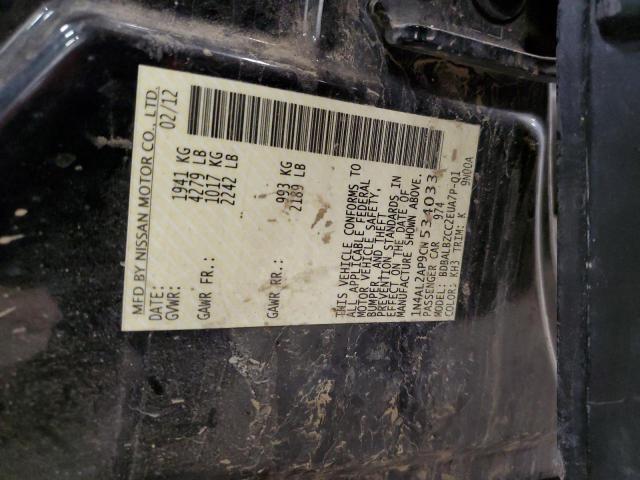 MFD BY NISSAN MOTOR CO., LTD.
DATE: 02/12
GVWR: 1941 KG
4279 LB
GAWR FR: 1017 KG
2242 LB
GAWR RR: 993 KG
2189 LB
THIS VEHICLE CONFORMS TO
ALL APPLICABLE FEDERAL
MOTOR VEHICLE SAFETY,
BUMPER AND THEFT
PREVENTION STANDARDS IN
EFFECT ON THE DATE OF
MANUFACTURE SHOWN ABOVE.
1N4AL2AP9CN534033
PASSENGER CAR 974
MODEL: BDBALBZCC2EUA7P-Q1
COLOR: KH3 TRIM: K 9N00A